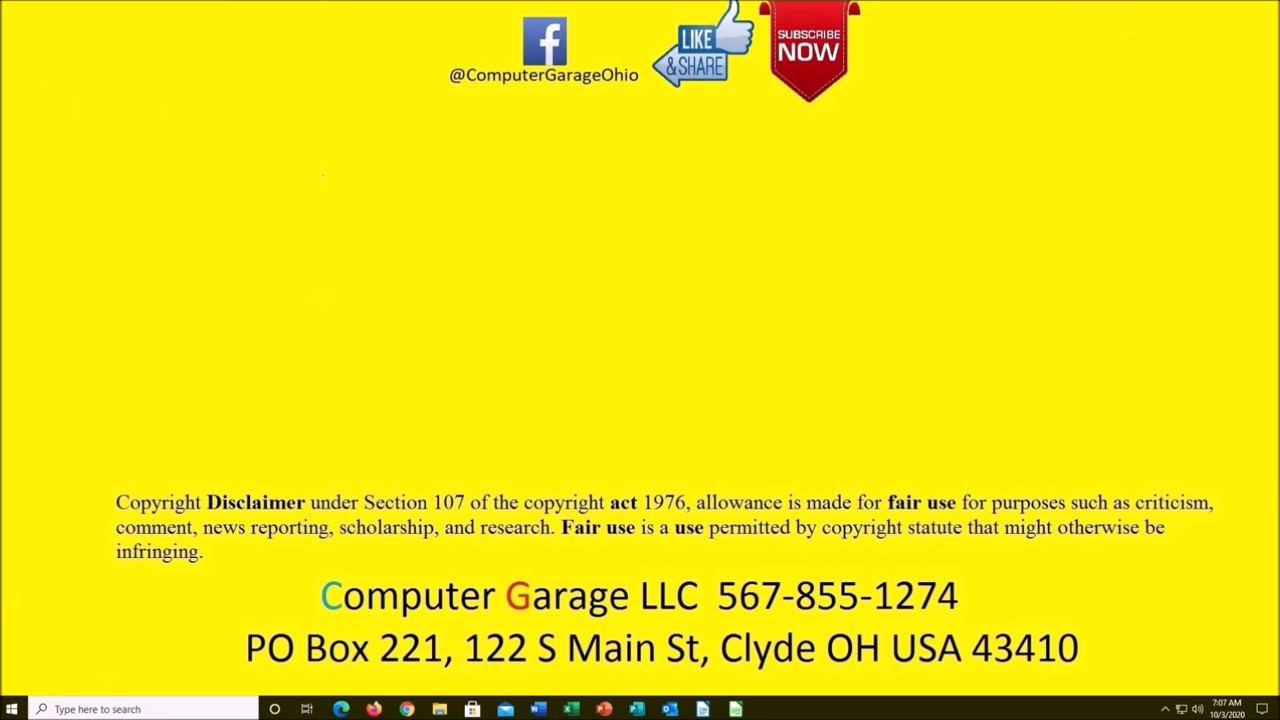 LIKE
& SHARE
SUBSCRIBE
NOW
@ComputerGarageOhio
Copyright Disclaimer under Section 107 of the copyright act 1976, allowance is made for fair use for purposes such as criticism,
comment, news reporting, scholarship, and research. Fair use is a use permitted by copyright statute that might otherwise be
infringing.
Computer Garage LLC 567-855-1274
PO Box 221, 122 S Main St, Clyde OH USA 43410
Type here to search
7:07 AM
10/3/2020